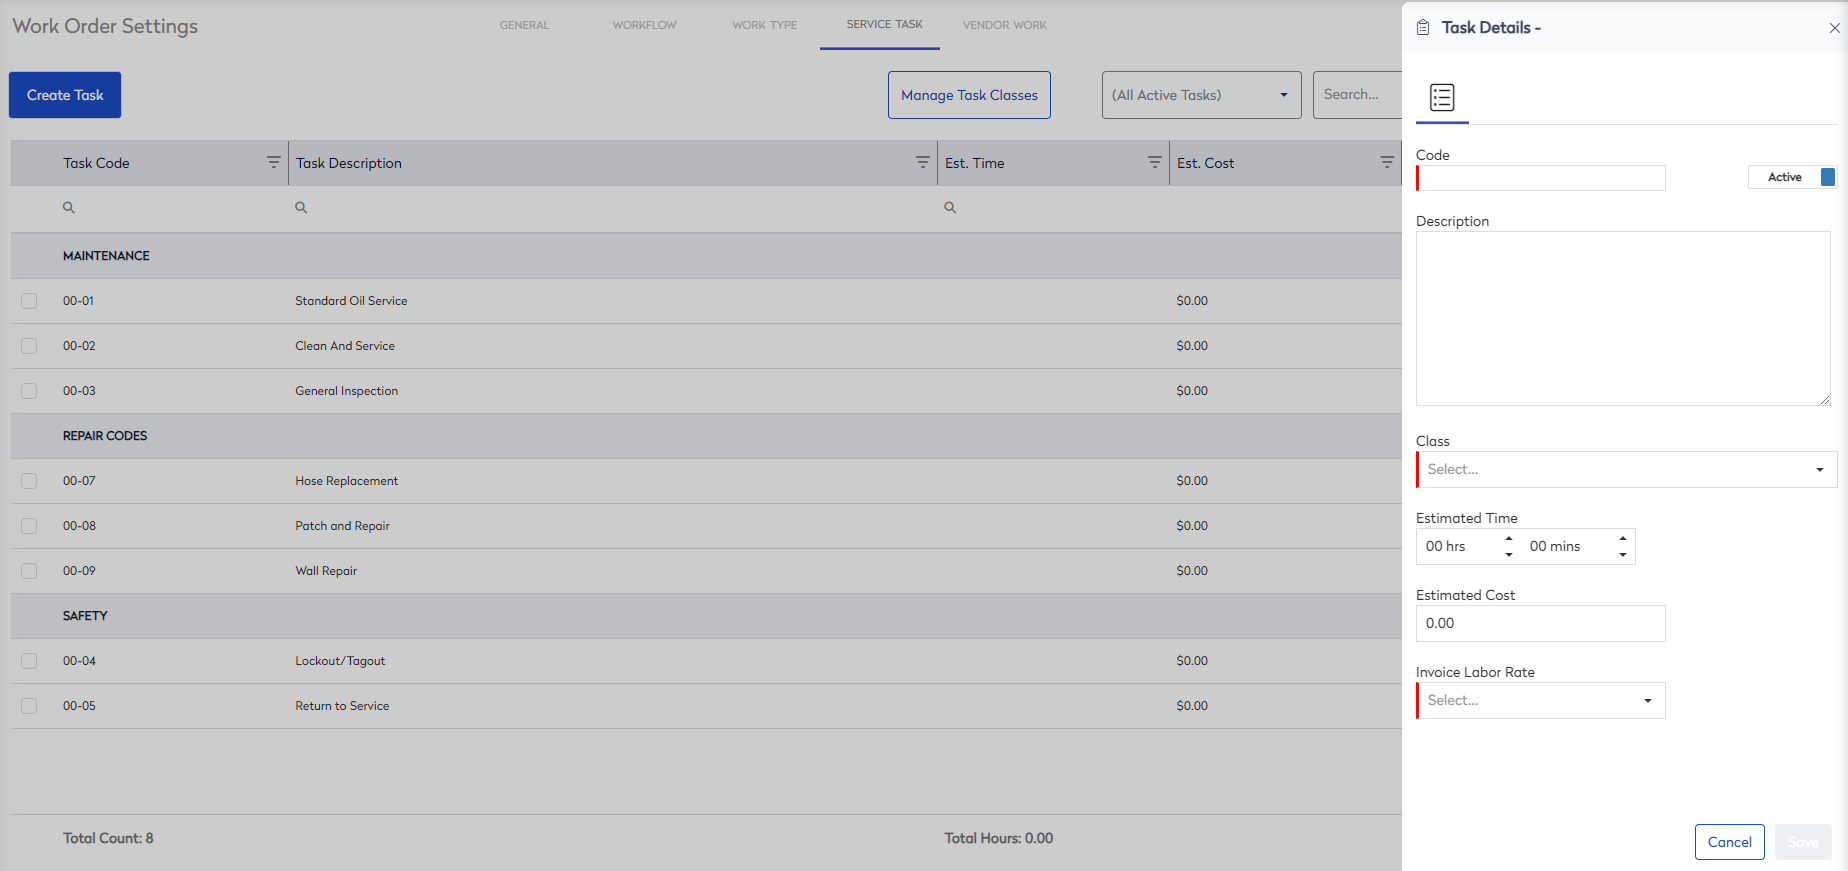 Work Order Settings
GENERAL
WORKFLOW
WORK TYPE
SERVICE TASK
VENDOR WORK
Create Task
Manage Task Classes
(All Active Tasks)
Search...
Task Code
Task Description
Est. Time
Est. Cost
MAINTENANCE
00-01 Standard Oil Service $0.00
00-02 Clean And Service $0.00
00-03 General Inspection $0.00
REPAIR CODES
00-07 Hose Replacement $0.00
00-08 Patch and Repair $0.00
00-09 Wall Repair $0.00
SAFETY
00-04 Lockout/Tagout $0.00
00-05 Return to Service $0.00
Total Count: 8
Total Hours: 0.00
Task Details -
Code
Active
Description
Class
Select...
Estimated Time
00 hrs 00 mins
Estimated Cost
0.00
Invoice Labor Rate
Select...
Cancel
Save